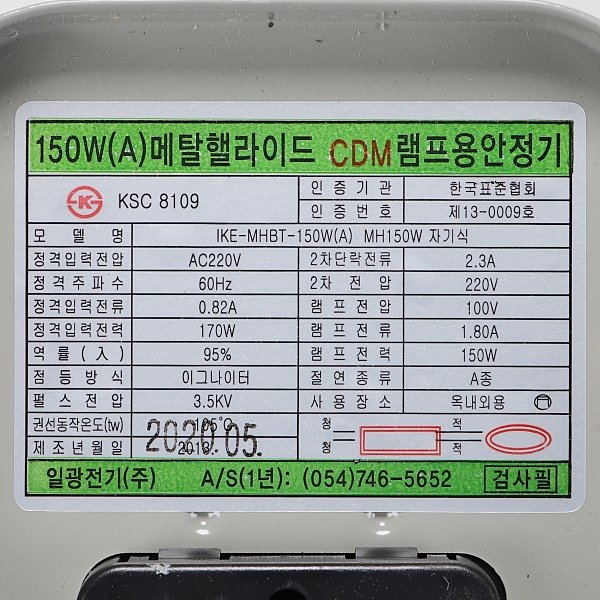 150W(A)메탈핼라이드 CDM램프용안정기
KSC 8109
인증기관 한국표준협회
인증번호 제13-0009호
모델명 IKE-MHBT-150W(A) MH150W 자기식
정격입력전압 AC220V 2차단락전류 2.3A
정격주파수 60Hz 2차전압 220V
정격입력전류 0.82A 램프전압 100V
정격입력전력 170W 램프전류 1.80A
역률(入) 95% 램프전력 150W
점등방식 이그나이터 절연종류 A종
펄스전압 3.5KV 사용장소 옥내외용
권선동작온도(tw)
제조년월일 2020.05.
청 적
청 적
일광전기(주) A/S(1년): (054)746-5652 검사필